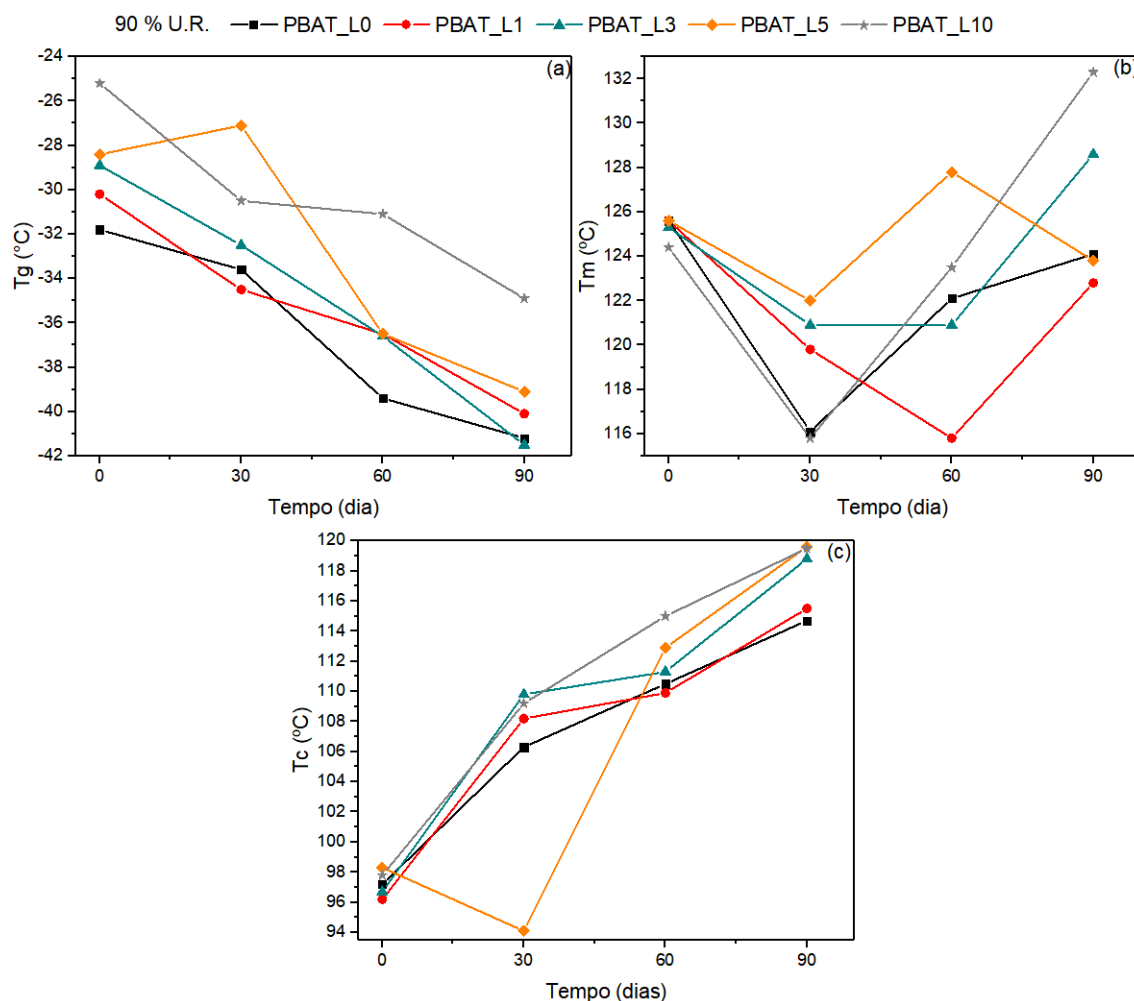 90 % U.R. PBAT_L0 PBAT_L1 PBAT_L3 PBAT_L5 PBAT_L10
(a)
Tg (°C)
-24
-26
-28
-30
-32
-34
-36
-38
-40
-42
0 30 60 90
Tempo (dia)
(b)
Tm (ºC)
132
130
128
126
124
122
120
118
116
0 30 60 90
Tempo (dia)
(c)
Tc (ºC)
120
118
116
114
112
110
108
106
104
102
100
98
96
94
0 30 60 90
Tempo (dias)